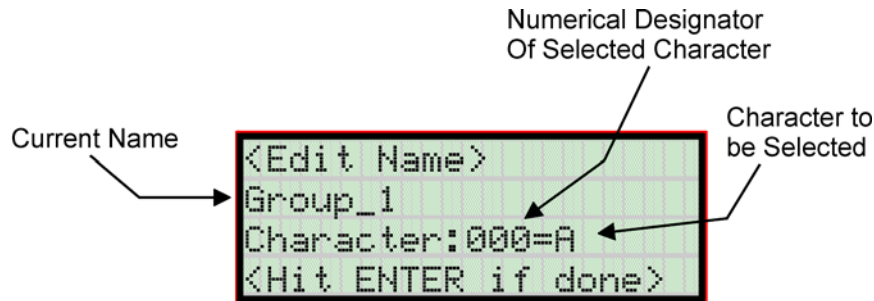 Numerical Designator
Of Selected Character
Character to
be Selected
Current Name
<Edit Name>
Group_1
Character:000=A
<Hit ENTER if done>